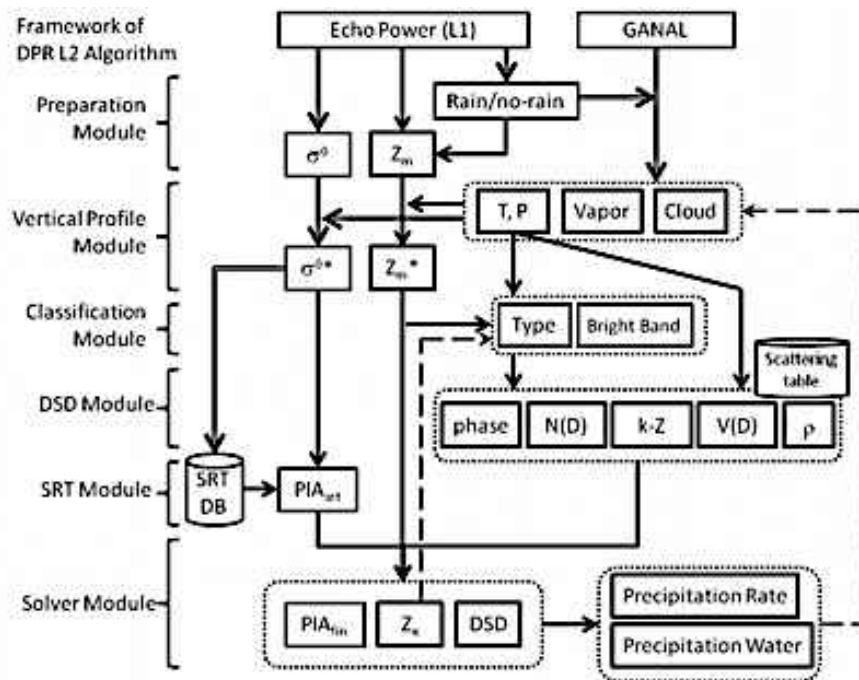 Framework of
DPR L2 Algorithm
Echo Power (L1)
GANAL
Preparation
Module
Rain/no-rain
σ⁰
Zₘ
Vertical Profile
Module
T, P
Vapor
Cloud
σ⁰*
Zₘ*
Classification
Module
Type
Bright Band
Scattering
table
DSD Module
phase
N(D)
k-Z
V(D)
ρ
SRT Module
SRT
DB
PIAsrt
Solver Module
PIAfin
Zₑ
DSD
Precipitation Rate
Precipitation Water